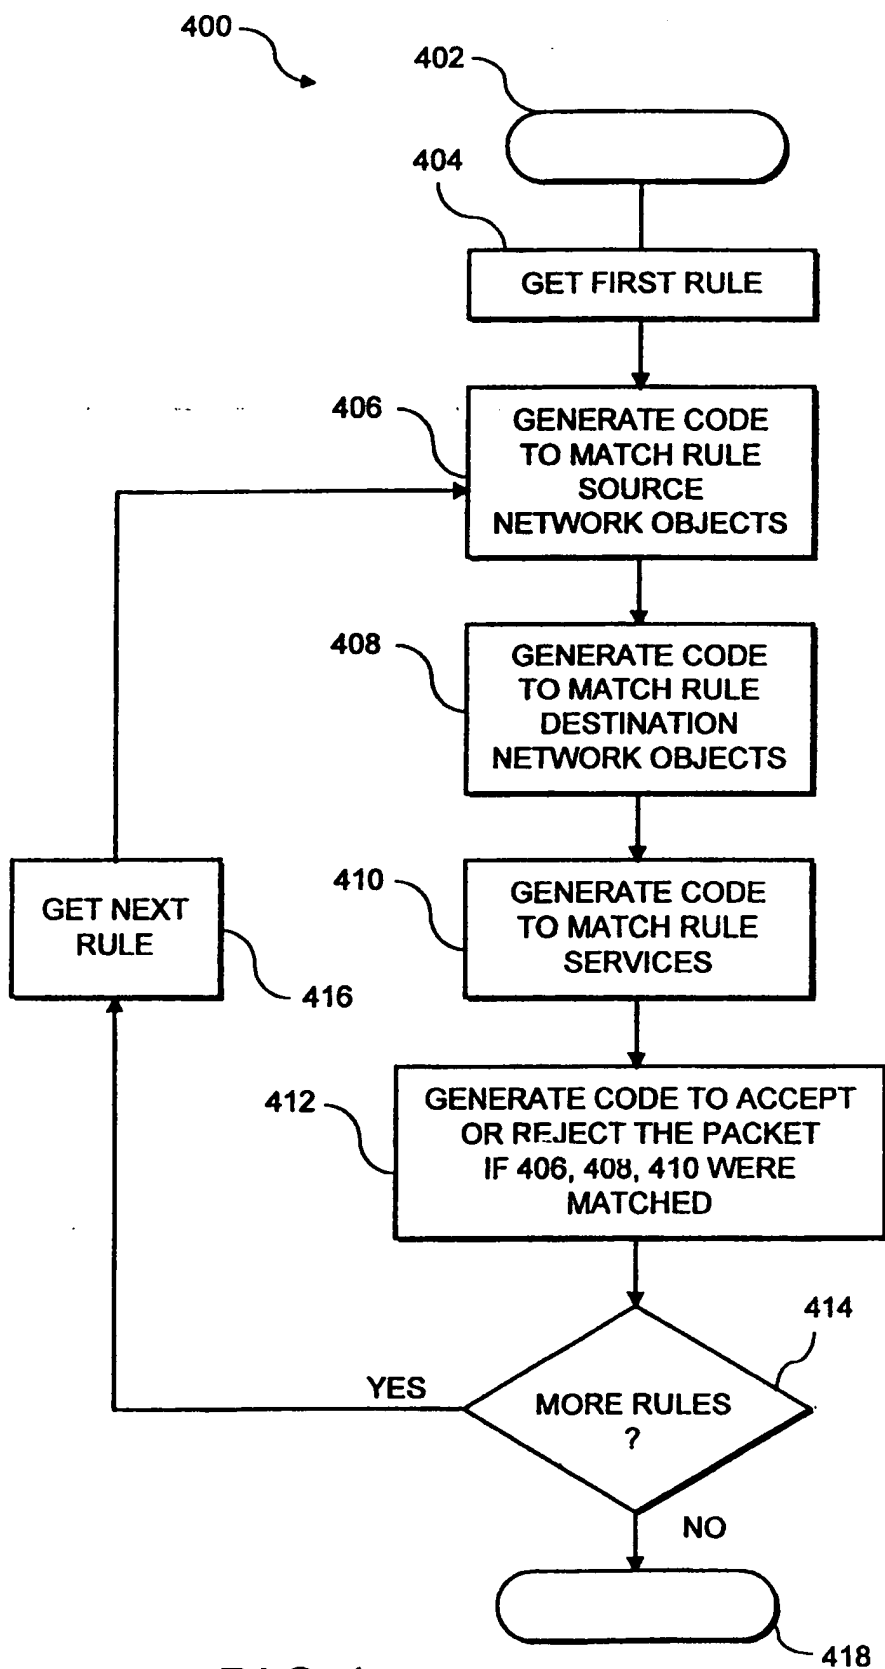 400
402
404
GET FIRST RULE
406
GENERATE CODE
TO MATCH RULE
SOURCE
NETWORK OBJECTS
408
GENERATE CODE
TO MATCH RULE
DESTINATION
NETWORK OBJECTS
410
GENERATE CODE
TO MATCH RULE
SERVICES
GET NEXT
RULE
416
412
GENERATE CODE TO ACCEPT
OR REJECT THE PACKET
IF 406, 408, 410 WERE
MATCHED
414
YES
MORE RULES
?
NO
418